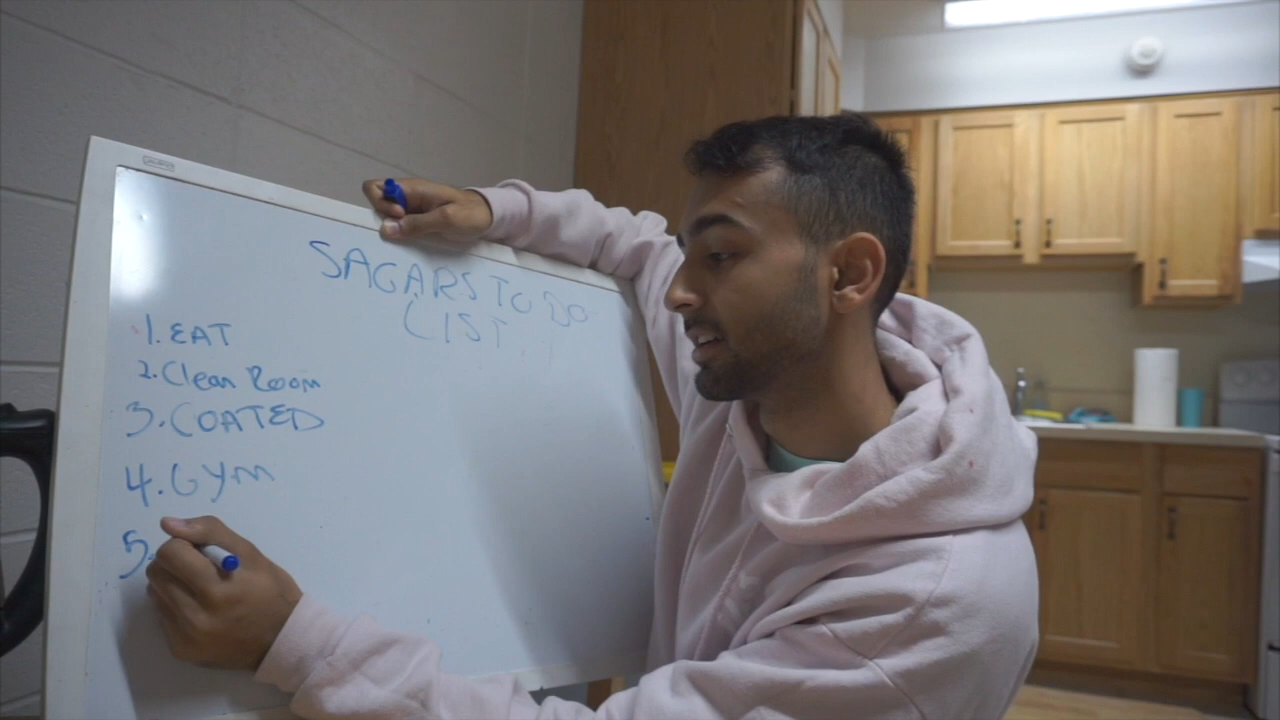 SAGARS TO DO
LIST
1. EAT
2. Clean Room
3. COATED
4. GYM
5.